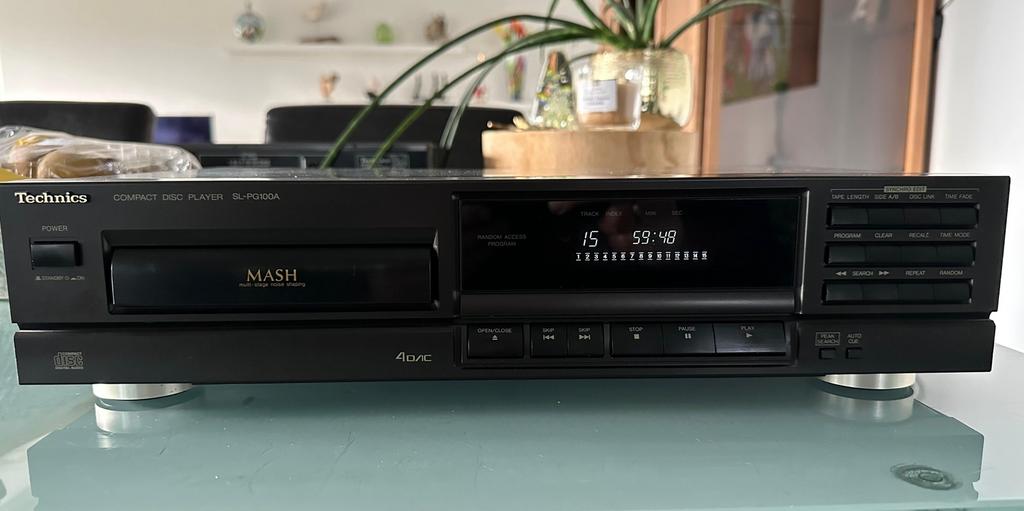 Technics COMPACT DISC PLAYER SL-PG100A
POWER
STANDBY ON
MASH
multi-stage noise shaping
COMPACT
disc
DIGITAL AUDIO
4DAC
TRACK INDEX MIN SEC
RANDOM ACCESS
PROGRAM
15 59:48
1 2 3 4 5 6 7 8 9 10 11 12 13 14 15
OPEN/CLOSE SKIP SKIP STOP PAUSE PLAY
SYNCHRO EDIT
TAPE LENGTH SIDE A/B DISC LINK TIME FADE
PROGRAM CLEAR RECALL TIME MODE
SEARCH REPEAT RANDOM
PEAK
SEARCH
AUTO
CUE